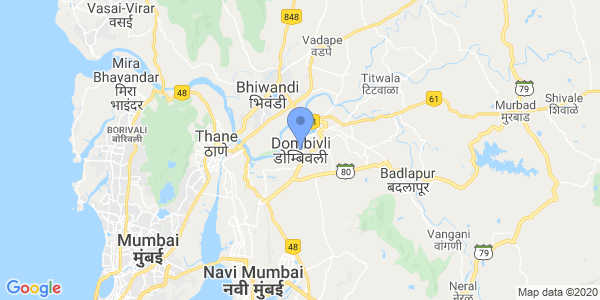 Vasai-Virar
वसई
848
Vadape
वडपे
Mira
Bhayandar
मिरा
भाइंदर
48
Bhiwandi
भिवंडी
Titwala
टिटवाळा
79
61
Murbad
मुरबाड
Shivale
शिवाळे
BORIVALI
बोरिवली
Thane
ठाणे
1
Dombivli
डोम्बिवली
80
Badlapur
बदलापूर
Mumbai
मुंबई
48
Vangani
वांगणी
79
Navi Mumbai
नवी मुंबई
Neral
नेरळ
Google
Map data ©2020